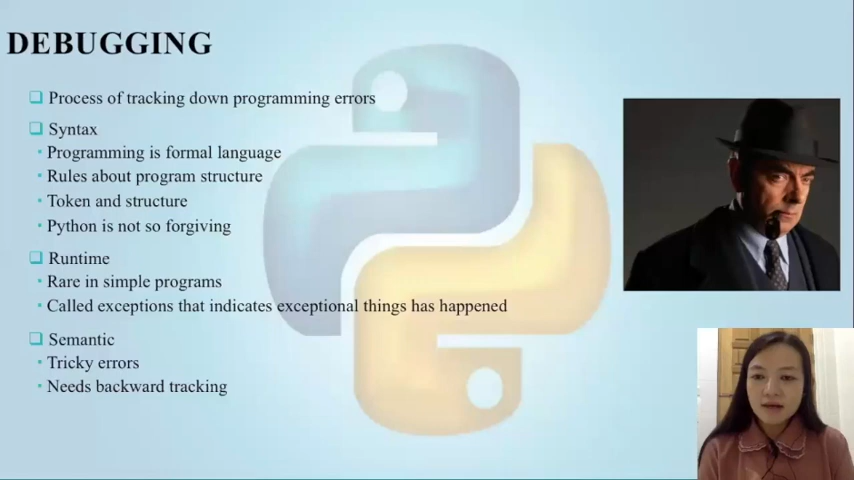 DEBUGGING
Process of tracking down programming errors
Syntax
Programming is formal language
Rules about program structure
Token and structure
Python is not so forgiving
Runtime
Rare in simple programs
Called exceptions that indicates exceptional things has happened
Semantic
Tricky errors
Needs backward tracking